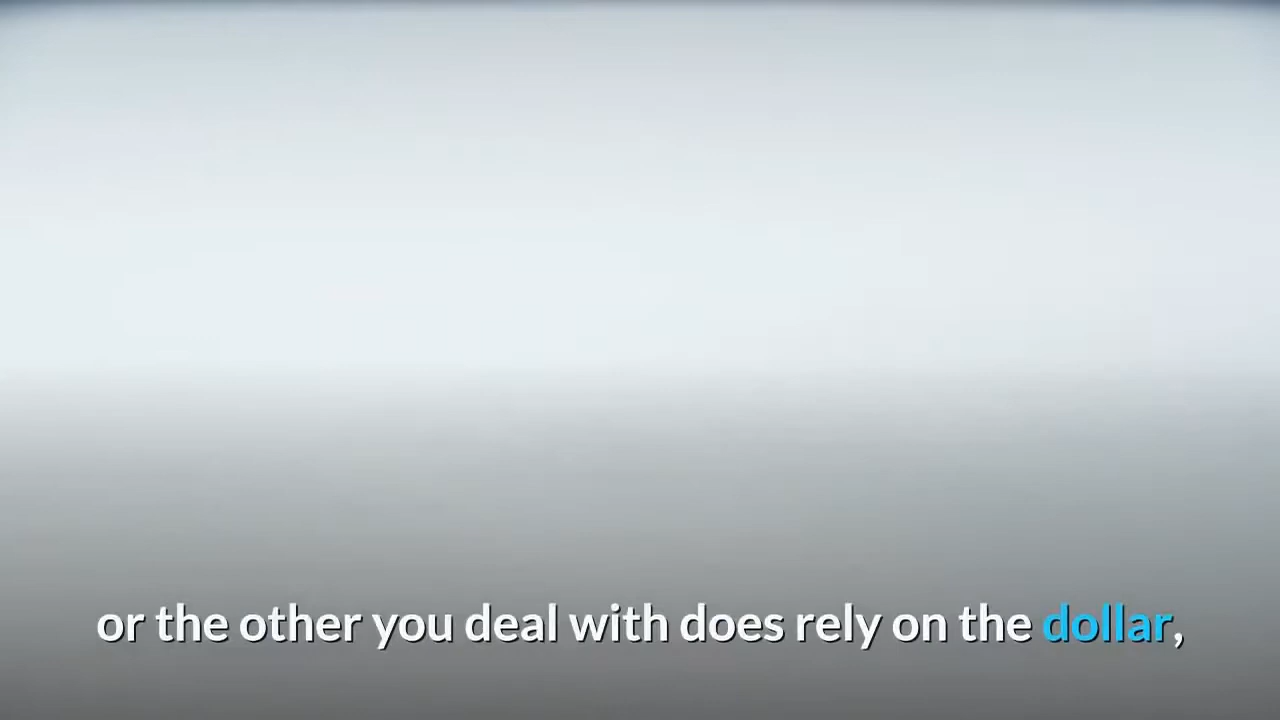 or the other you deal with does rely on the dollar,